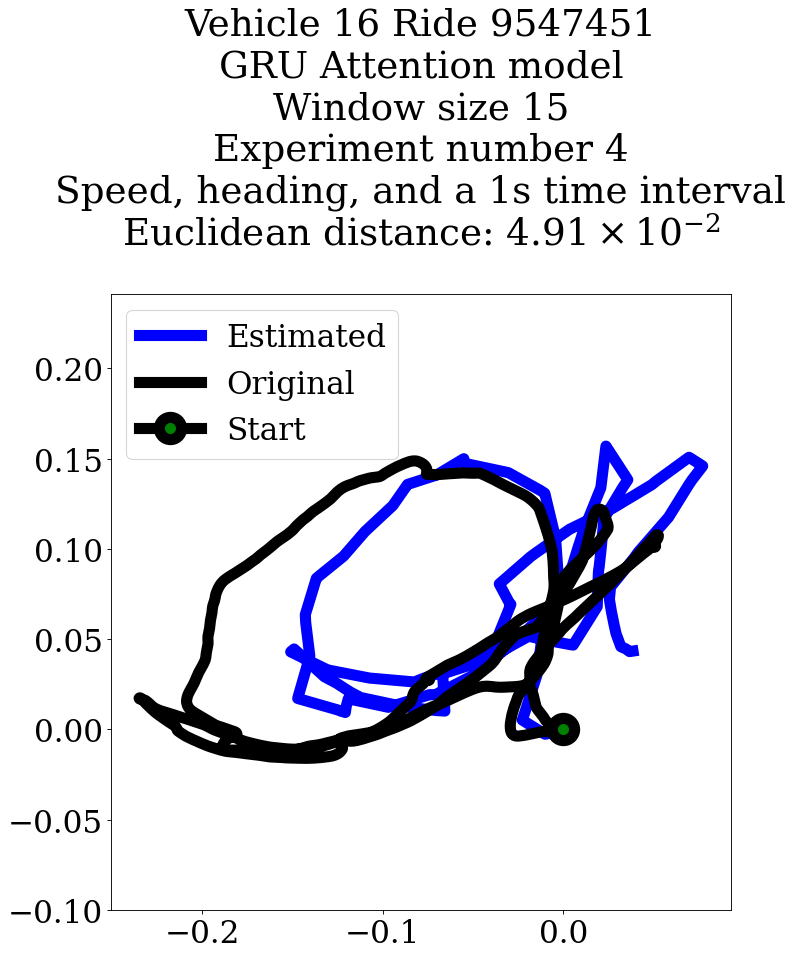 Vehicle 16 Ride 9547451
GRU Attention model
Window size 15
Experiment number 4
Speed, heading, and a 1s time interval
Euclidean distance: 4.91 × 10⁻²
Estimated
Original
Start
0.20
0.15
0.10
0.05
0.00
−0.05
−0.10
−0.2 −0.1 0.0